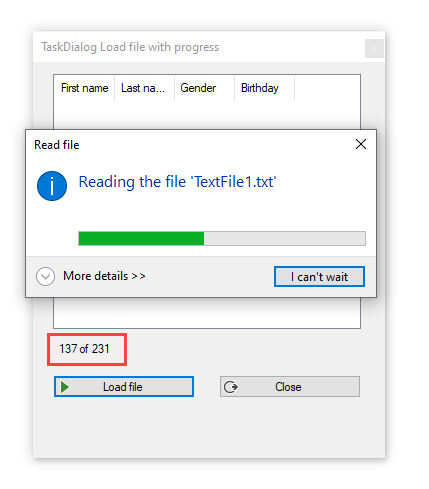 TaskDialog Load file with progress
First name Last na... Gender Birthday
Read file
Reading the file 'TextFile1.txt'
More details >> I can't wait
137 of 231
Load file Close